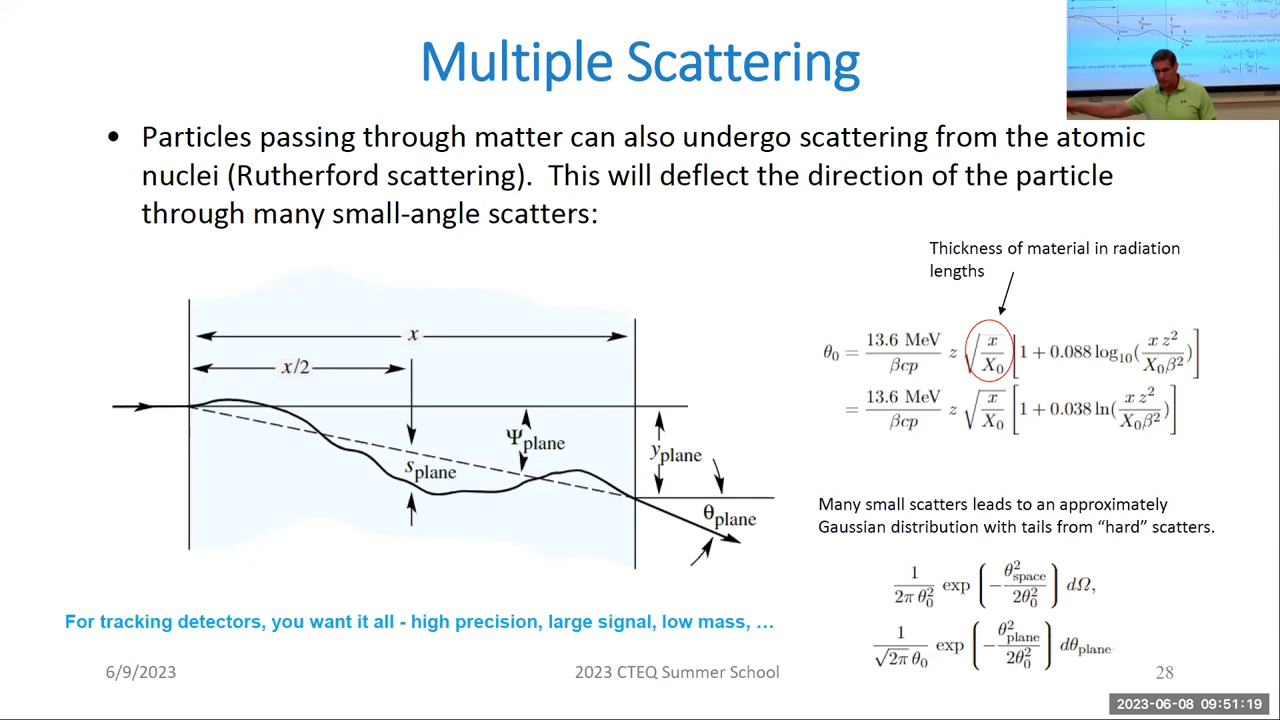 Multiple Scattering
• Particles passing through matter can also undergo scattering from the atomic
nuclei (Rutherford scattering). This will deflect the direction of the particle
through many small-angle scatters:
Thickness of material in radiation
lengths
x
x/2
Ψplane
splane
yplane
θplane
θ₀ = 13.6 MeV / βcp z √(x/X₀) [1 + 0.088 log₁₀(x z² / X₀β²)]
= 13.6 MeV / βcp z √(x/X₀) [1 + 0.038 ln(x z² / X₀β²)]
Many small scatters leads to an approximately
Gaussian distribution with tails from “hard” scatters.
1 / 2π θ₀² exp (−θ²space / 2θ₀²) dΩ,
1 / √2π θ₀ exp (−θ²plane / 2θ₀²) dθplane
For tracking detectors, you want it all - high precision, large signal, low mass, …
6/9/2023
2023 CTEQ Summer School
28
2023-06-08 09:51:19